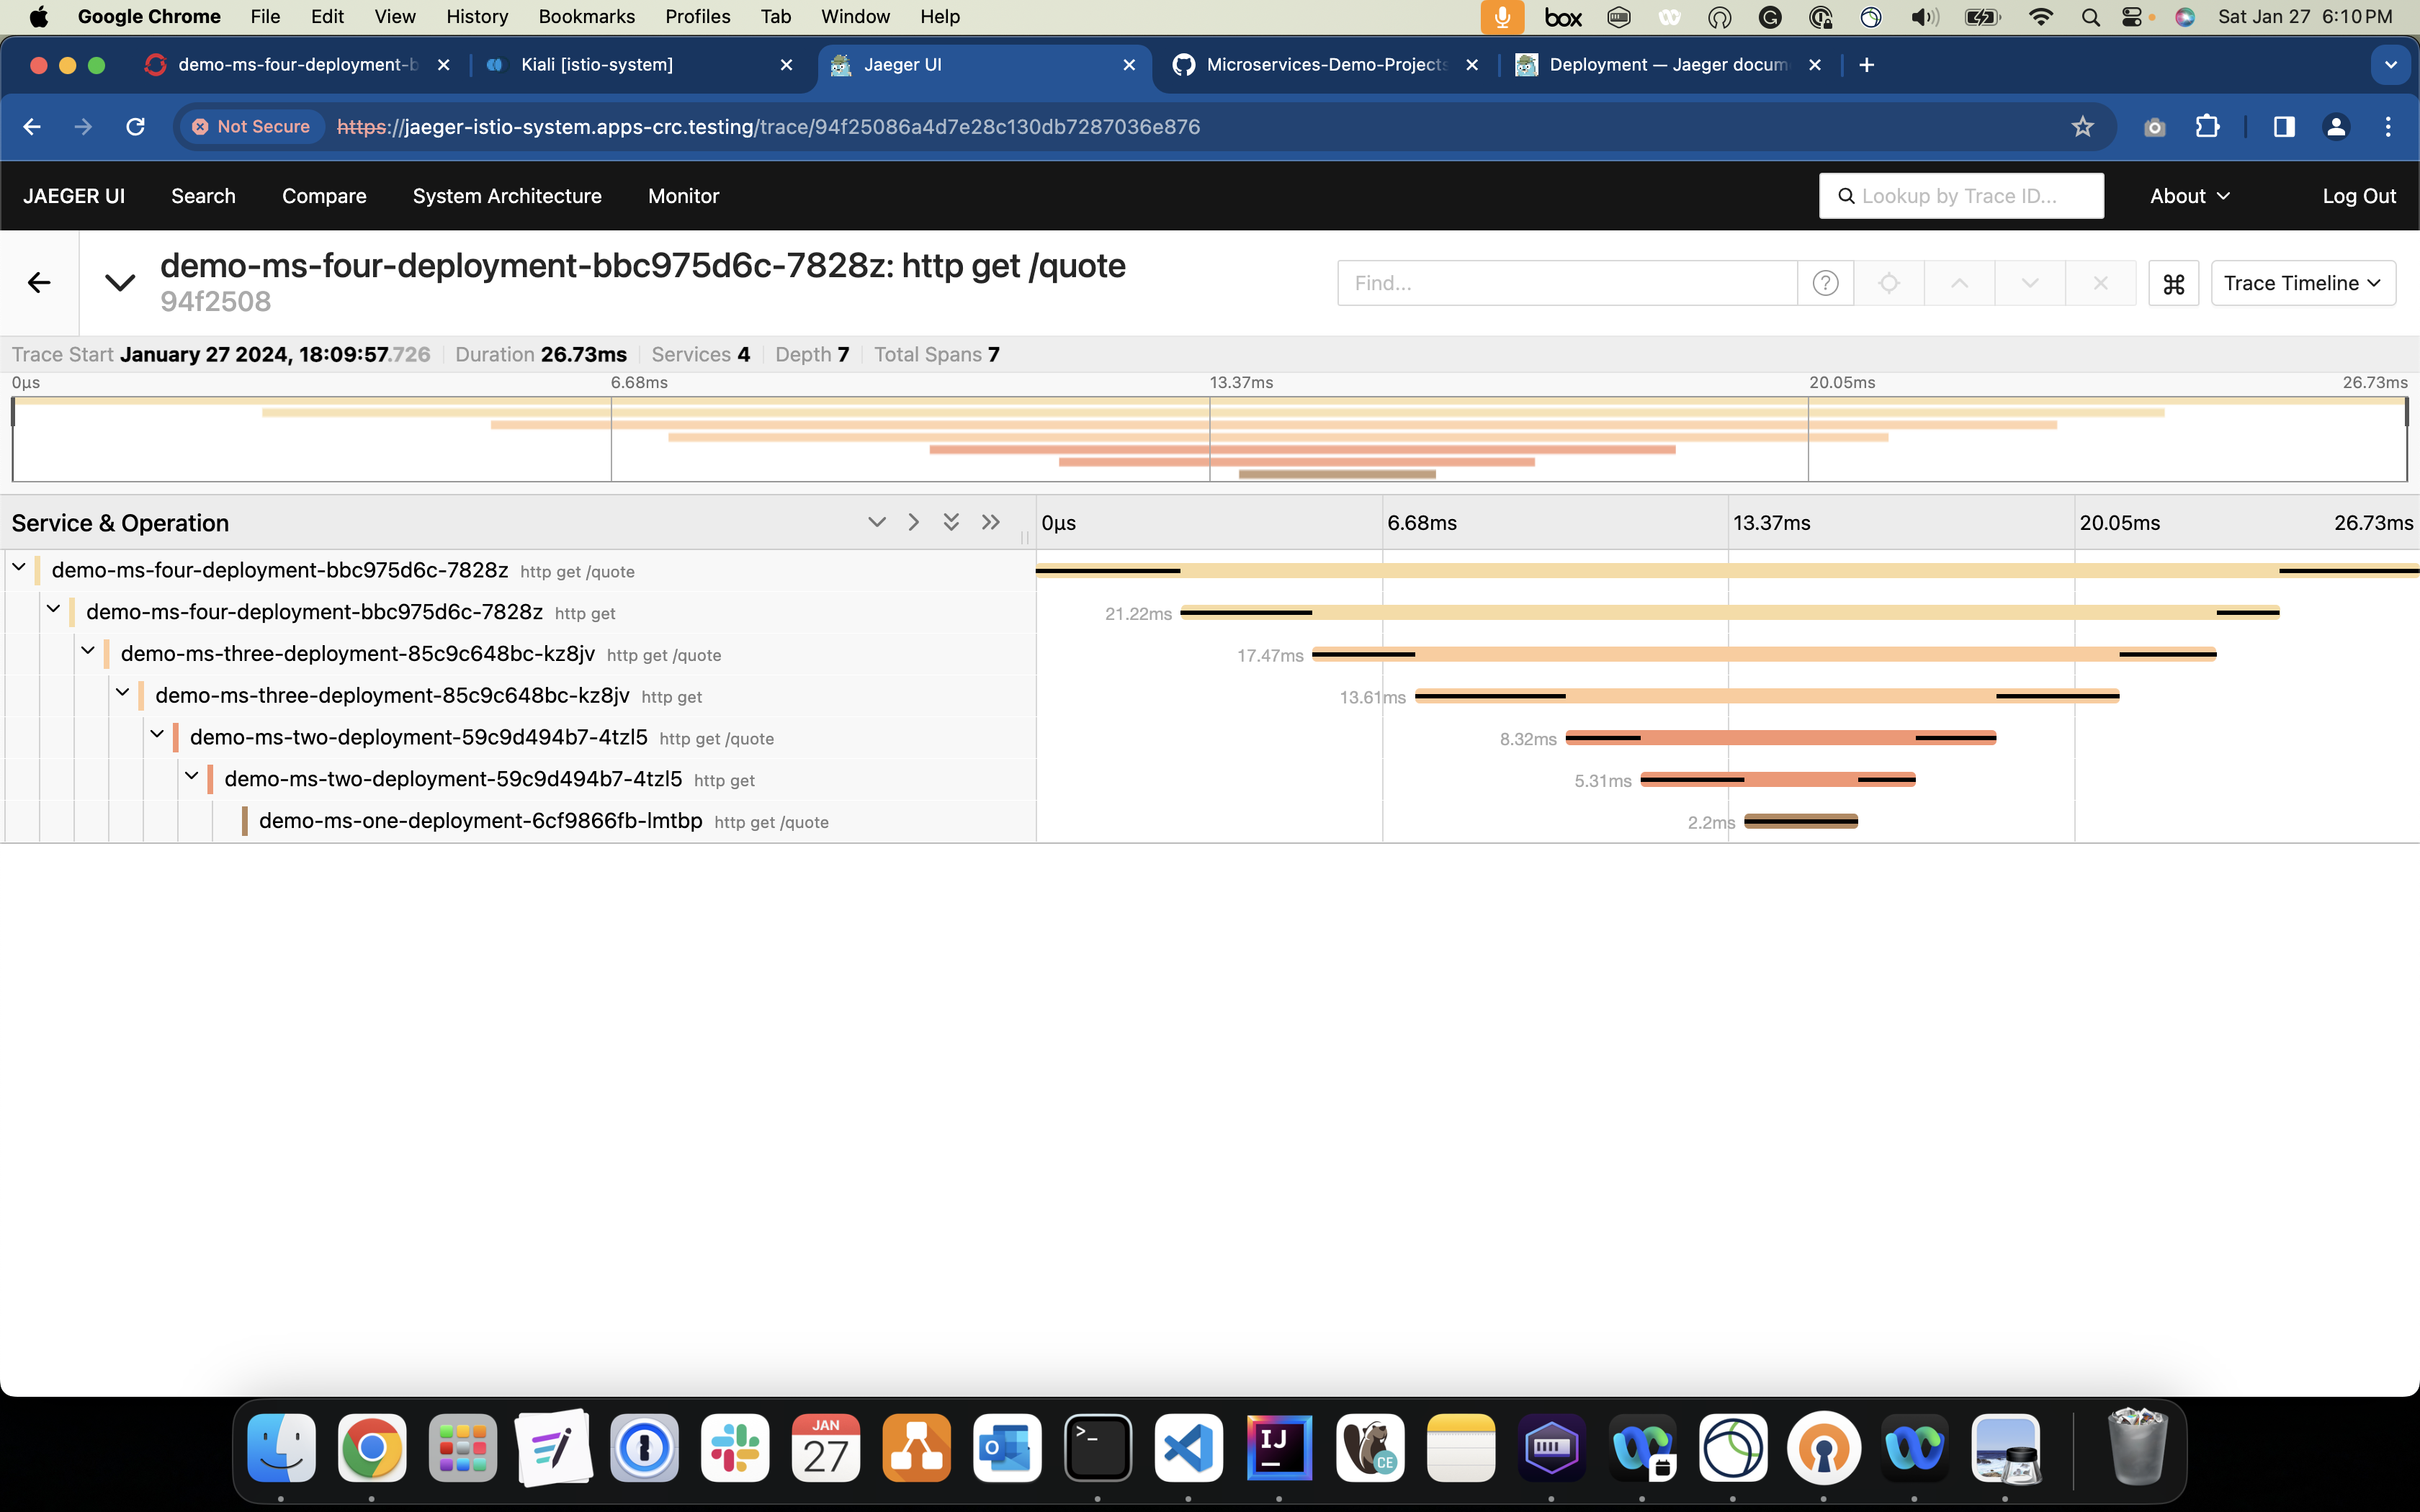 Google Chrome File Edit View History Bookmarks Profiles Tab Window Help box Sat Jan 27 6:10 PM
demo-ms-four-deployment-b Kiali [istio-system] Jaeger UI Microservices-Demo-Projects Deployment — Jaeger docum
Not Secure https://jaeger-istio-system.apps-crc.testing/trace/94f25086a4d7e28c130db7287036e876
JAEGER UI Search Compare System Architecture Monitor Lookup by Trace ID... About Log Out
demo-ms-four-deployment-bbc975d6c-7828z: http get /quote
94f2508
Find... ? Trace Timeline
Trace Start January 27 2024, 18:09:57.726 Duration 26.73ms Services 4 Depth 7 Total Spans 7
0μs 6.68ms 13.37ms 20.05ms 26.73ms
Service & Operation 0μs 6.68ms 13.37ms 20.05ms 26.73ms
demo-ms-four-deployment-bbc975d6c-7828z http get /quote
demo-ms-four-deployment-bbc975d6c-7828z http get 21.22ms
demo-ms-three-deployment-85c9c648bc-kz8jv http get /quote 17.47ms
demo-ms-three-deployment-85c9c648bc-kz8jv http get 13.61ms
demo-ms-two-deployment-59c9d494b7-4tzl5 http get /quote 8.32ms
demo-ms-two-deployment-59c9d494b7-4tzl5 http get 5.31ms
demo-ms-one-deployment-6cf9866fb-lmtbp http get /quote 2.2ms
JAN
27
O
>_
IJ
CE